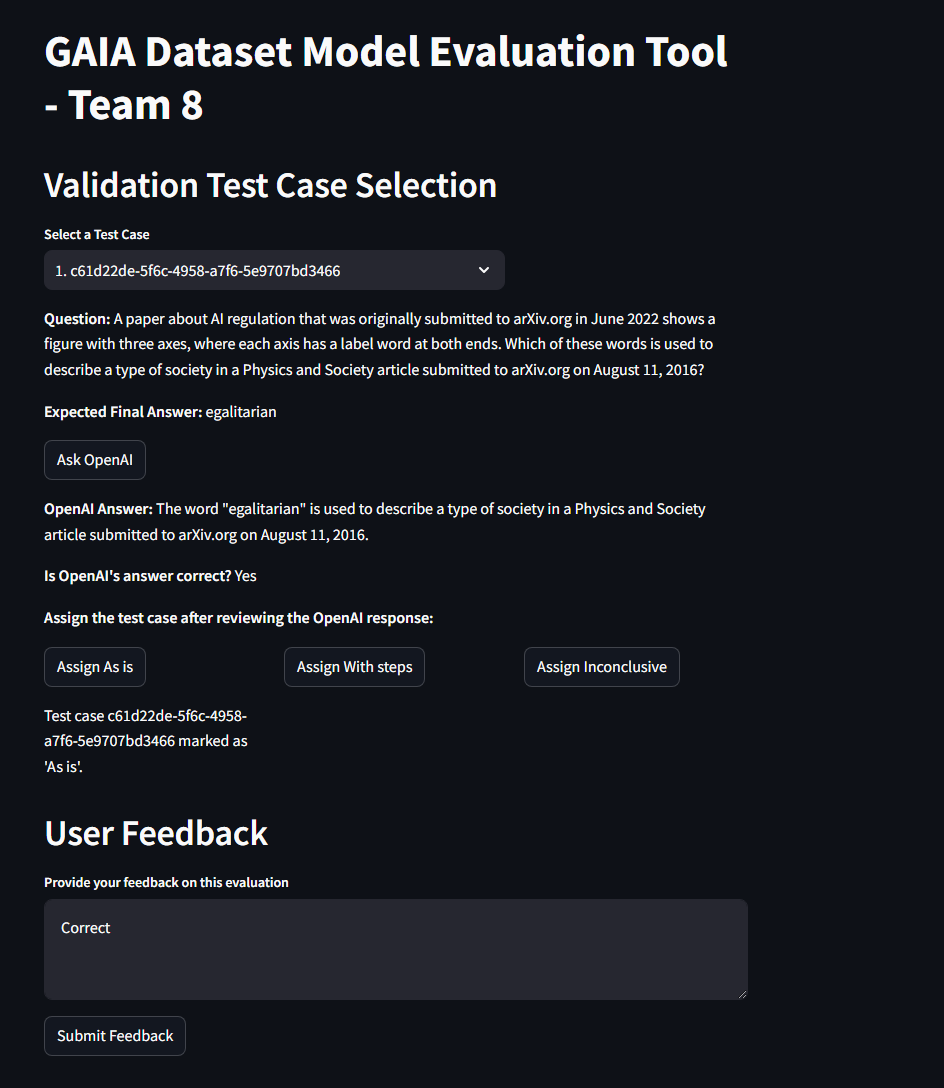 GAIA Dataset Model Evaluation Tool
- Team 8
Validation Test Case Selection
Select a Test Case
1. c61d22de-5f6c-4958-a7f6-5e9707bd3466
Question: A paper about AI regulation that was originally submitted to arXiv.org in June 2022 shows a
figure with three axes, where each axis has a label word at both ends. Which of these words is used to
describe a type of society in a Physics and Society article submitted to arXiv.org on August 11, 2016?
Expected Final Answer: egalitarian
Ask OpenAI
OpenAI Answer: The word "egalitarian" is used to describe a type of society in a Physics and Society
article submitted to arXiv.org on August 11, 2016.
Is OpenAI's answer correct? Yes
Assign the test case after reviewing the OpenAI response:
Assign As is
Assign With steps
Assign Inconclusive
Test case c61d22de-5f6c-4958-
a7f6-5e9707bd3466 marked as
'As is'.
User Feedback
Provide your feedback on this evaluation
Correct
Submit Feedback